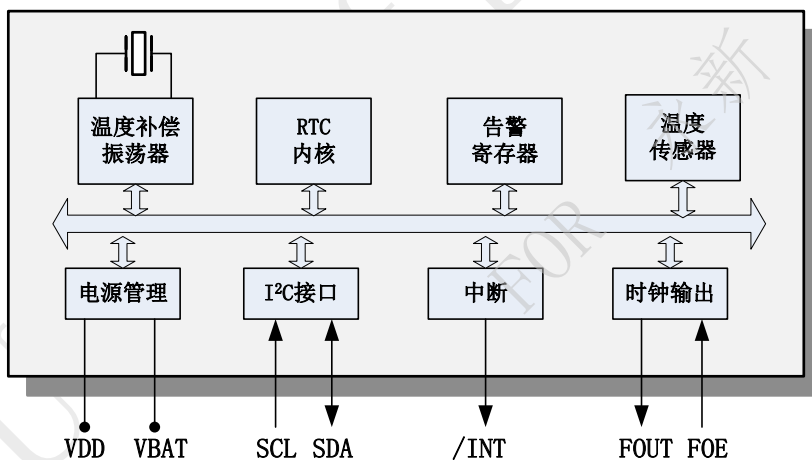 温度补偿
振荡器
RTC
内核
告警
寄存器
温度
传感器
电源管理
I²C接口
中断
时钟输出
VDD VBAT SCL SDA /INT FOUT FOE
FOR